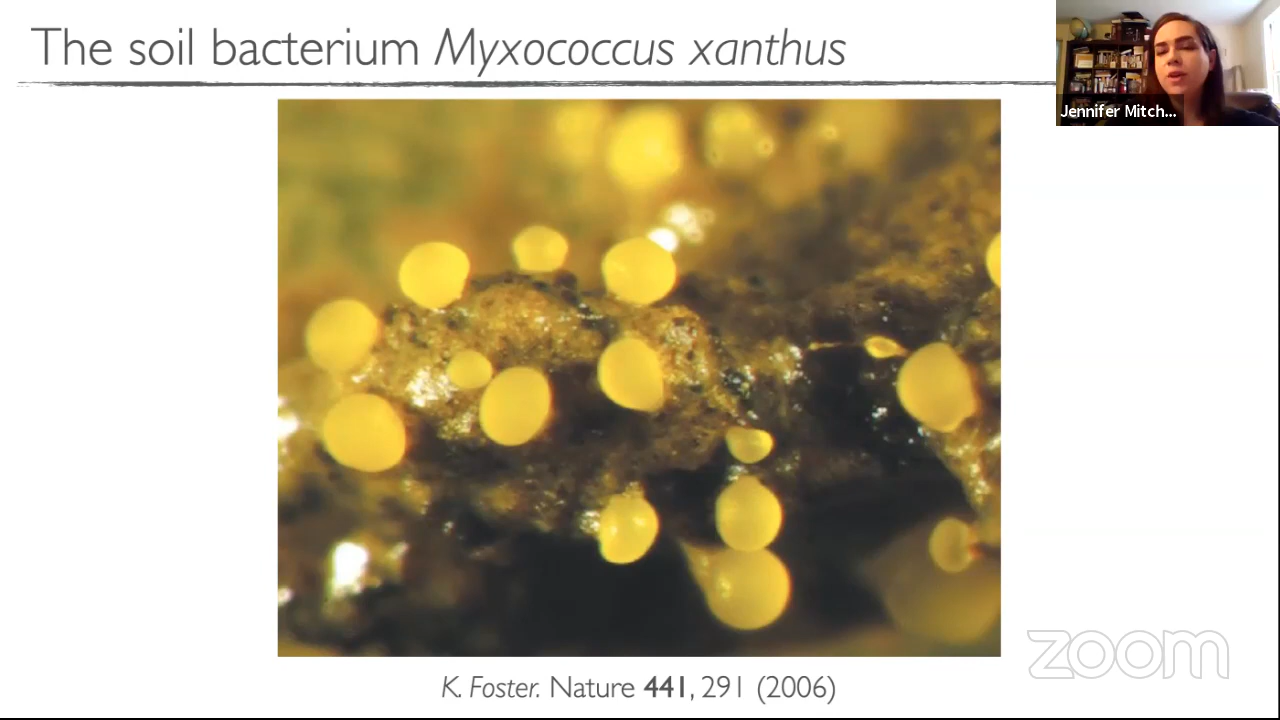 The soil bacterium Myxococcus xanthus
Jennifer Mitch...
K. Foster. Nature 441, 291 (2006)
zoom